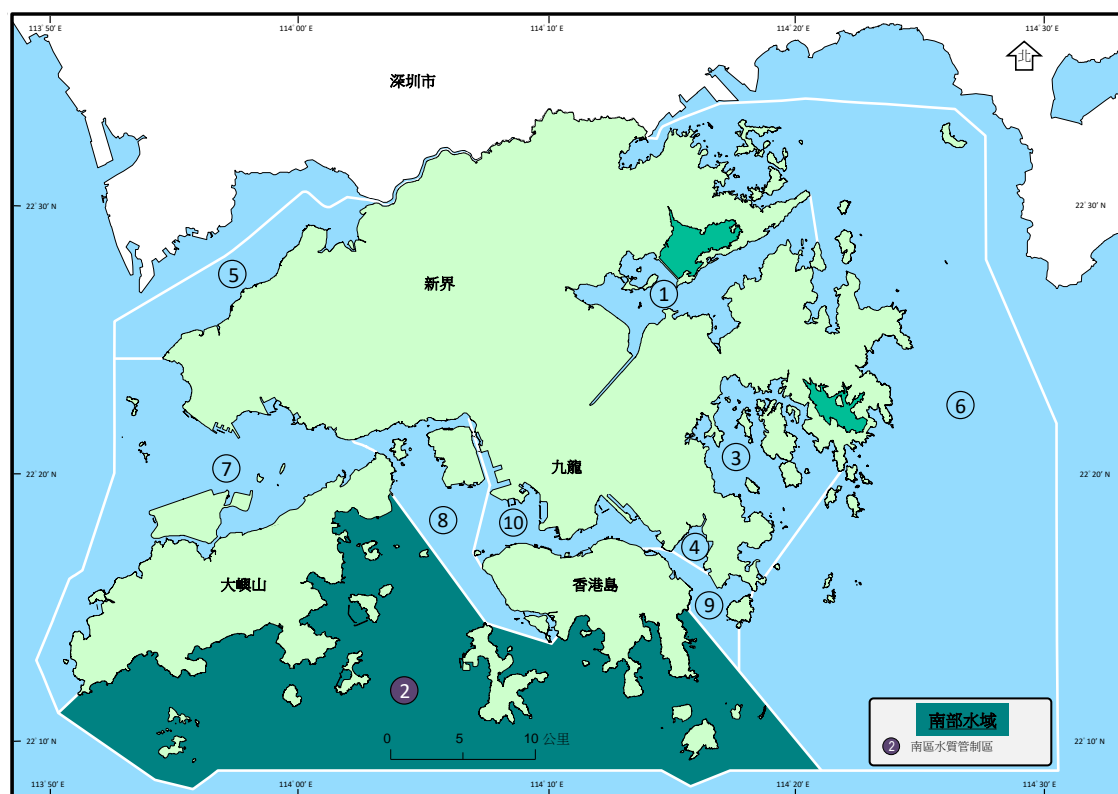 113° 50′ E
114° 00′ E
114° 10′ E
114° 20′ E
114° 30′ E
北
深圳市
22° 30′ N
22° 30′ N
5
新界
1
6
3
九龍
22° 20′ N
22° 20′ N
7
8
10
4
大嶼山
香港島
9
2
南部水域
2 南區水質管制區
0 5 10 公里
22° 10′ N
22° 10′ N
113° 50′ E
114° 00′ E
114° 10′ E
114° 20′ E
114° 30′ E